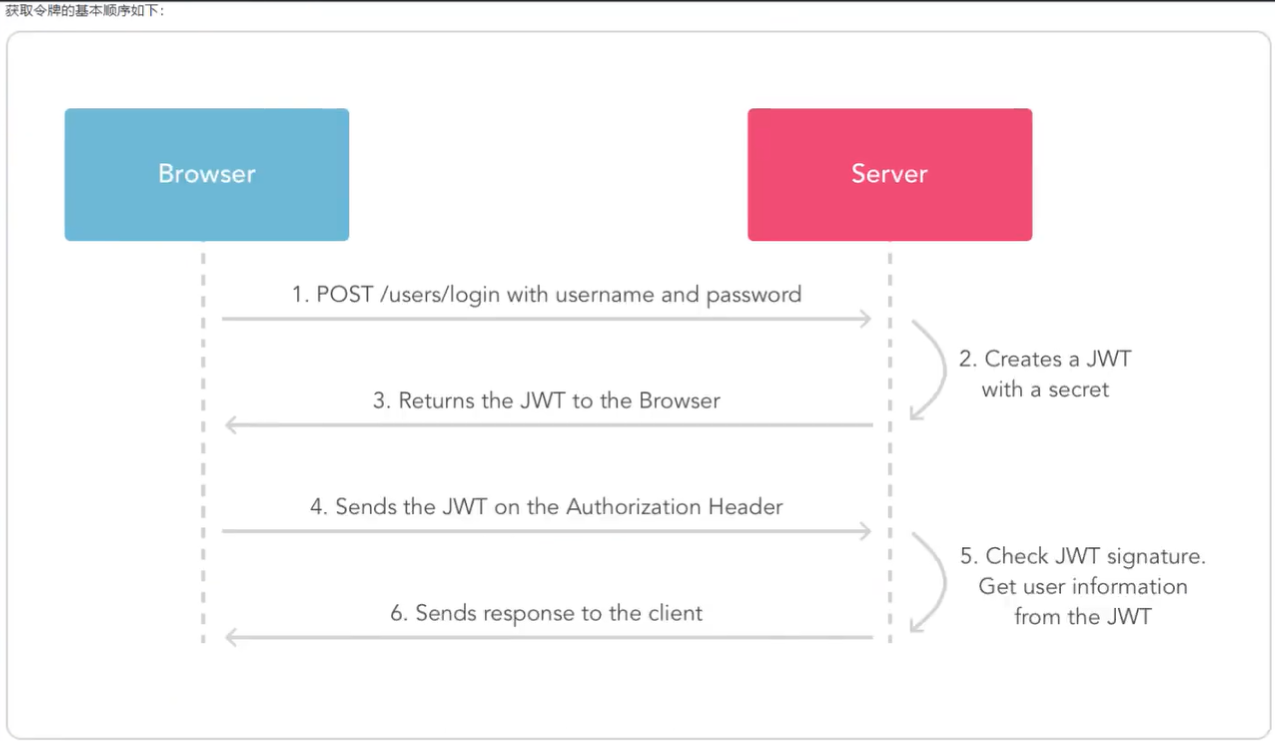 获取令牌的基本顺序如下:
Browser
Server
1. POST /users/login with username and password
2. Creates a JWT
with a secret
3. Returns the JWT to the Browser
4. Sends the JWT on the Authorization Header
5. Check JWT signature.
Get user information
from the JWT
6. Sends response to the client